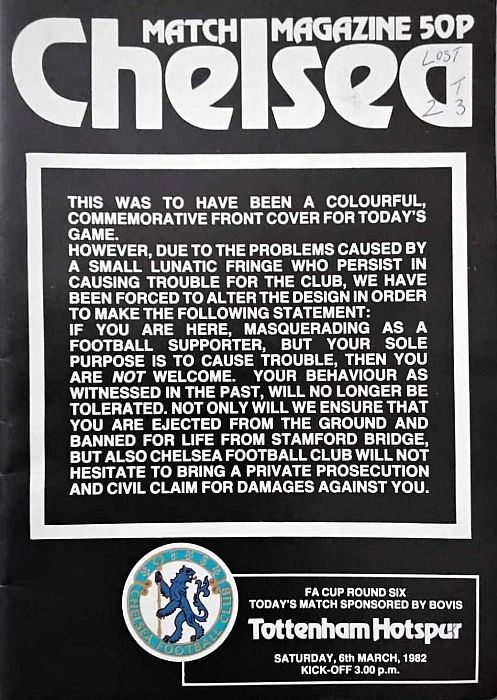 MATCH MAGAZINE 50P
Chelsea
LOST
T
2 3
THIS WAS TO HAVE BEEN A COLOURFUL,
COMMEMORATIVE FRONT COVER FOR TODAY'S
GAME.
HOWEVER, DUE TO THE PROBLEMS CAUSED BY
A SMALL LUNATIC FRINGE WHO PERSIST IN
CAUSING TROUBLE FOR THE CLUB, WE HAVE
BEEN FORCED TO ALTER THE DESIGN IN ORDER
TO MAKE THE FOLLOWING STATEMENT:
IF YOU ARE HERE, MASQUERADING AS A
FOOTBALL SUPPORTER, BUT YOUR SOLE
PURPOSE IS TO CAUSE TROUBLE, THEN YOU
ARE NOT WELCOME. YOUR BEHAVIOUR AS
WITNESSED IN THE PAST, WILL NO LONGER BE
TOLERATED. NOT ONLY WILL WE ENSURE THAT
YOU ARE EJECTED FROM THE GROUND AND
BANNED FOR LIFE FROM STAMFORD BRIDGE,
BUT ALSO CHELSEA FOOTBALL CLUB WILL NOT
HESITATE TO BRING A PRIVATE PROSECUTION
AND CIVIL CLAIM FOR DAMAGES AGAINST YOU.
CHELSEA FOOTBALL CLUB
FA CUP ROUND SIX
TODAY'S MATCH SPONSORED BY BOVIS
Tottenham Hotspur
SATURDAY, 6th MARCH, 1982
KICK-OFF 3.00 p.m.